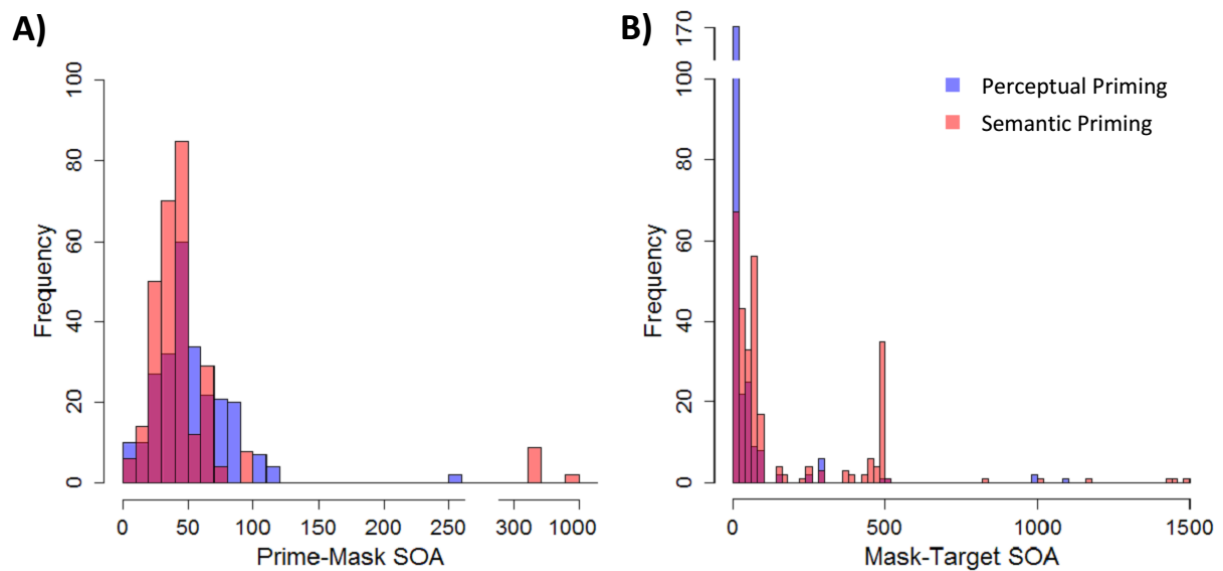 A)
100
80
60
40
20
0
Frequency
0 50 100 150 200 250 300 1000
Prime-Mask SOA
B)
170
100
80
60
40
20
0
Frequency
Perceptual Priming
Semantic Priming
0 500 1000 1500
Mask-Target SOA